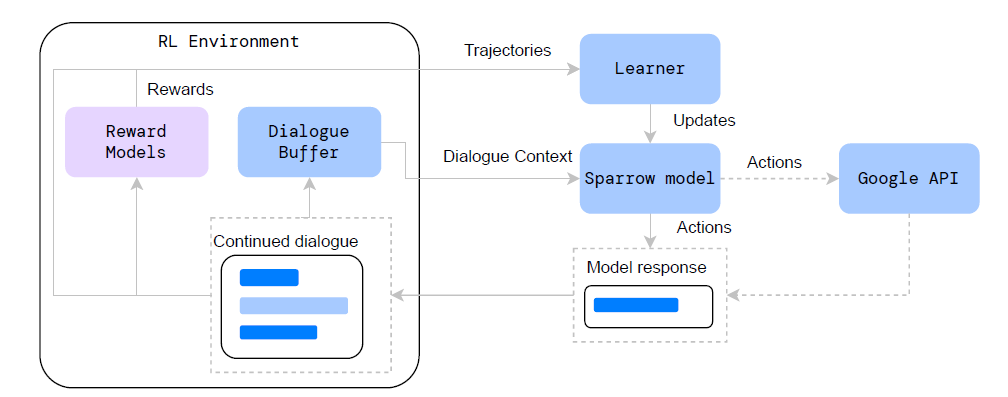 RL Environment
Trajectories
Learner
Rewards
Reward
Models
Dialogue
Buffer
Updates
Dialogue Context
Sparrow model
Actions
Google API
Continued dialogue
Actions
Model response